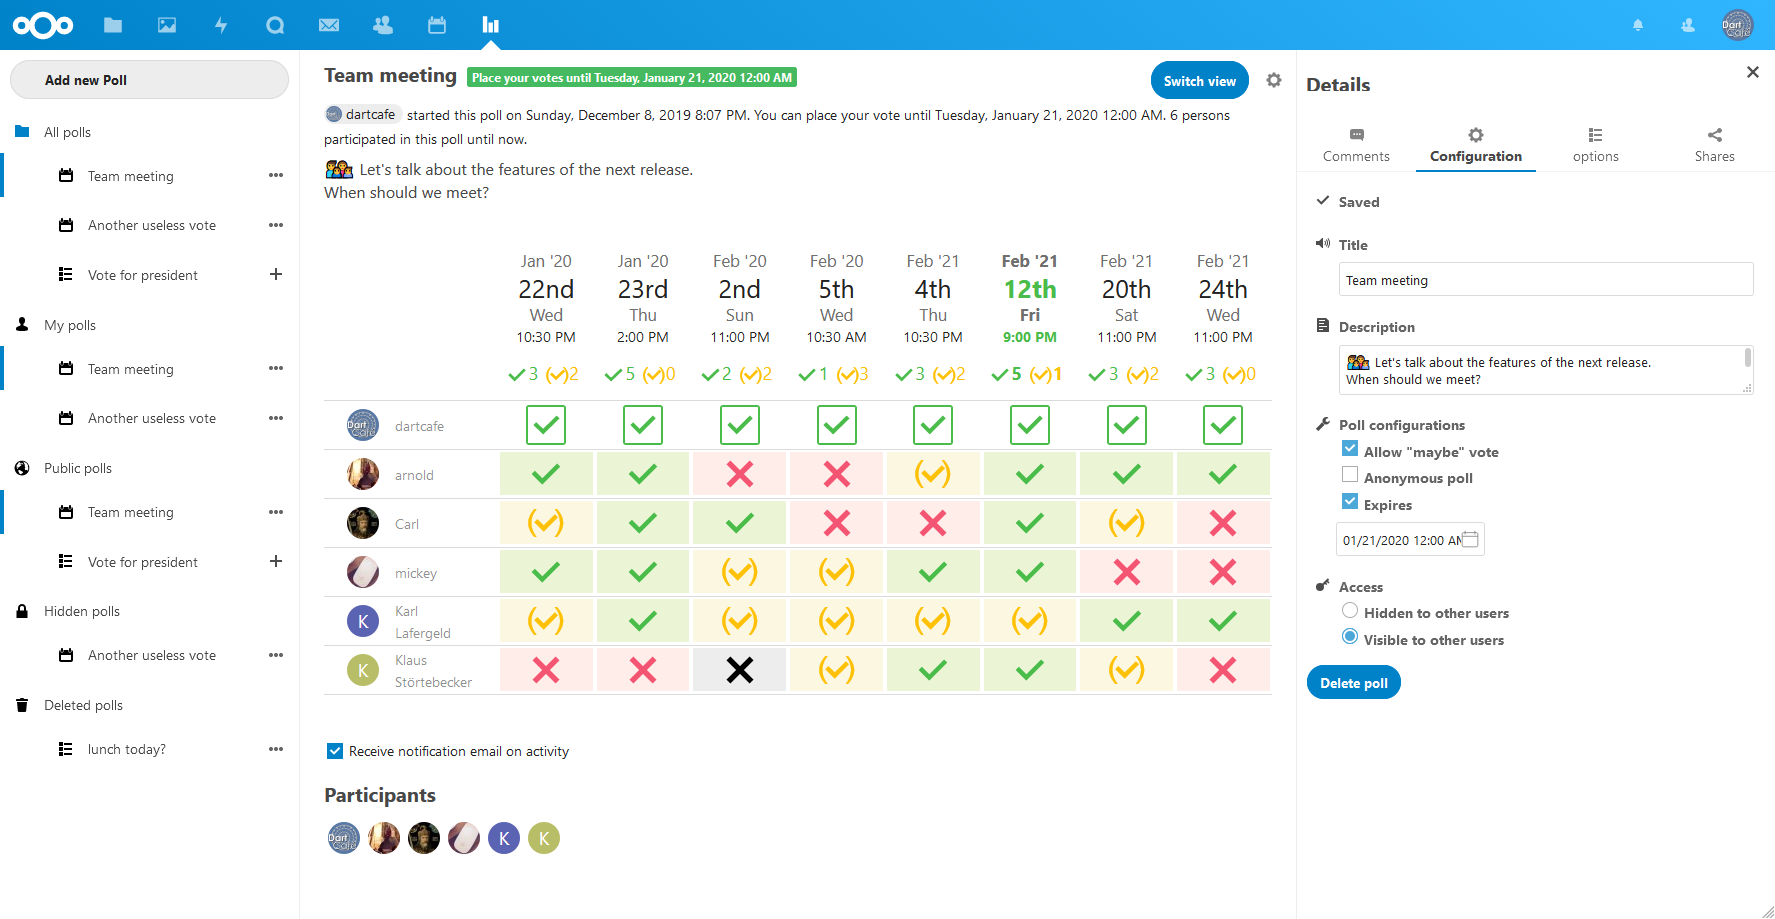 Dart
Café
Add new Poll
All polls
Team meeting
Another useless vote
Vote for president
My polls
Team meeting
Another useless vote
Public polls
Team meeting
Vote for president
Hidden polls
Another useless vote
Deleted polls
lunch today?
Team meeting Place your votes until Tuesday, January 21, 2020 12:00 AM
Switch view
dartcafe started this poll on Sunday, December 8, 2019 8:07 PM. You can place your vote until Tuesday, January 21, 2020 12:00 AM. 6 persons
participated in this poll until now.
Let's talk about the features of the next release.
When should we meet?
Jan '20 Jan '20 Feb '20 Feb '20 Feb '21 Feb '21 Feb '21 Feb '21
22nd 23rd 2nd 5th 4th 12th 20th 24th
Wed Thu Sun Wed Thu Fri Sat Wed
10:30 PM 2:00 PM 11:00 PM 10:30 AM 10:30 PM 9:00 PM 11:00 PM 11:00 PM
3 2 5 0 2 2 1 3 3 2 5 1 3 2 3 0
Dart
Café
dartcafe
arnold
Carl
mickey
K
Karl
Lafergeld
K
Klaus
Störtebecker
Receive notification email on activity
Participants
Dart
Café
K K
Details
Comments Configuration options Shares
Saved
Title
Team meeting
Description
Let's talk about the features of the next release.
When should we meet?
Poll configurations
Allow "maybe" vote
Anonymous poll
Expires
01/21/2020 12:00 AM
Access
Hidden to other users
Visible to other users
Delete poll